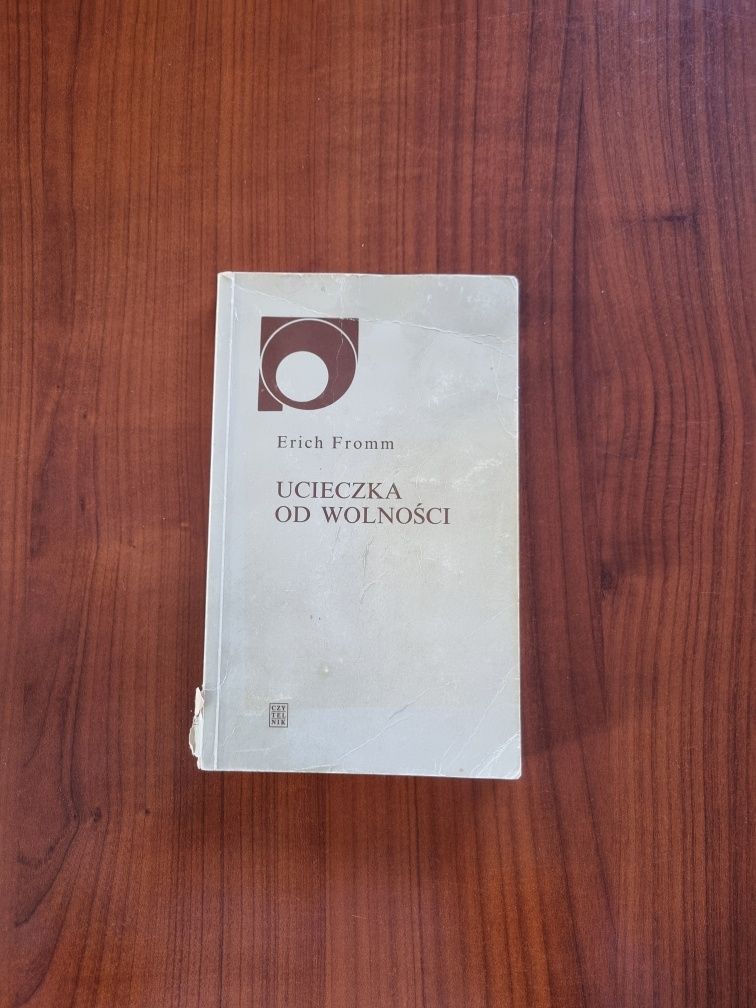 Erich Fromm
UCIECZKA
OD WOLNOŚCI
CZY
TEL
NIK